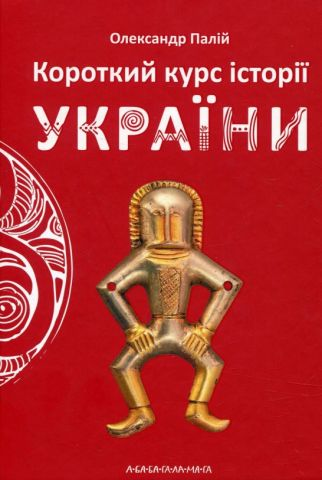 Олександр Палій
Короткий курс історії
УКРАЇНИ
А-БА-БА-ГА-ЛА-МА-ГА